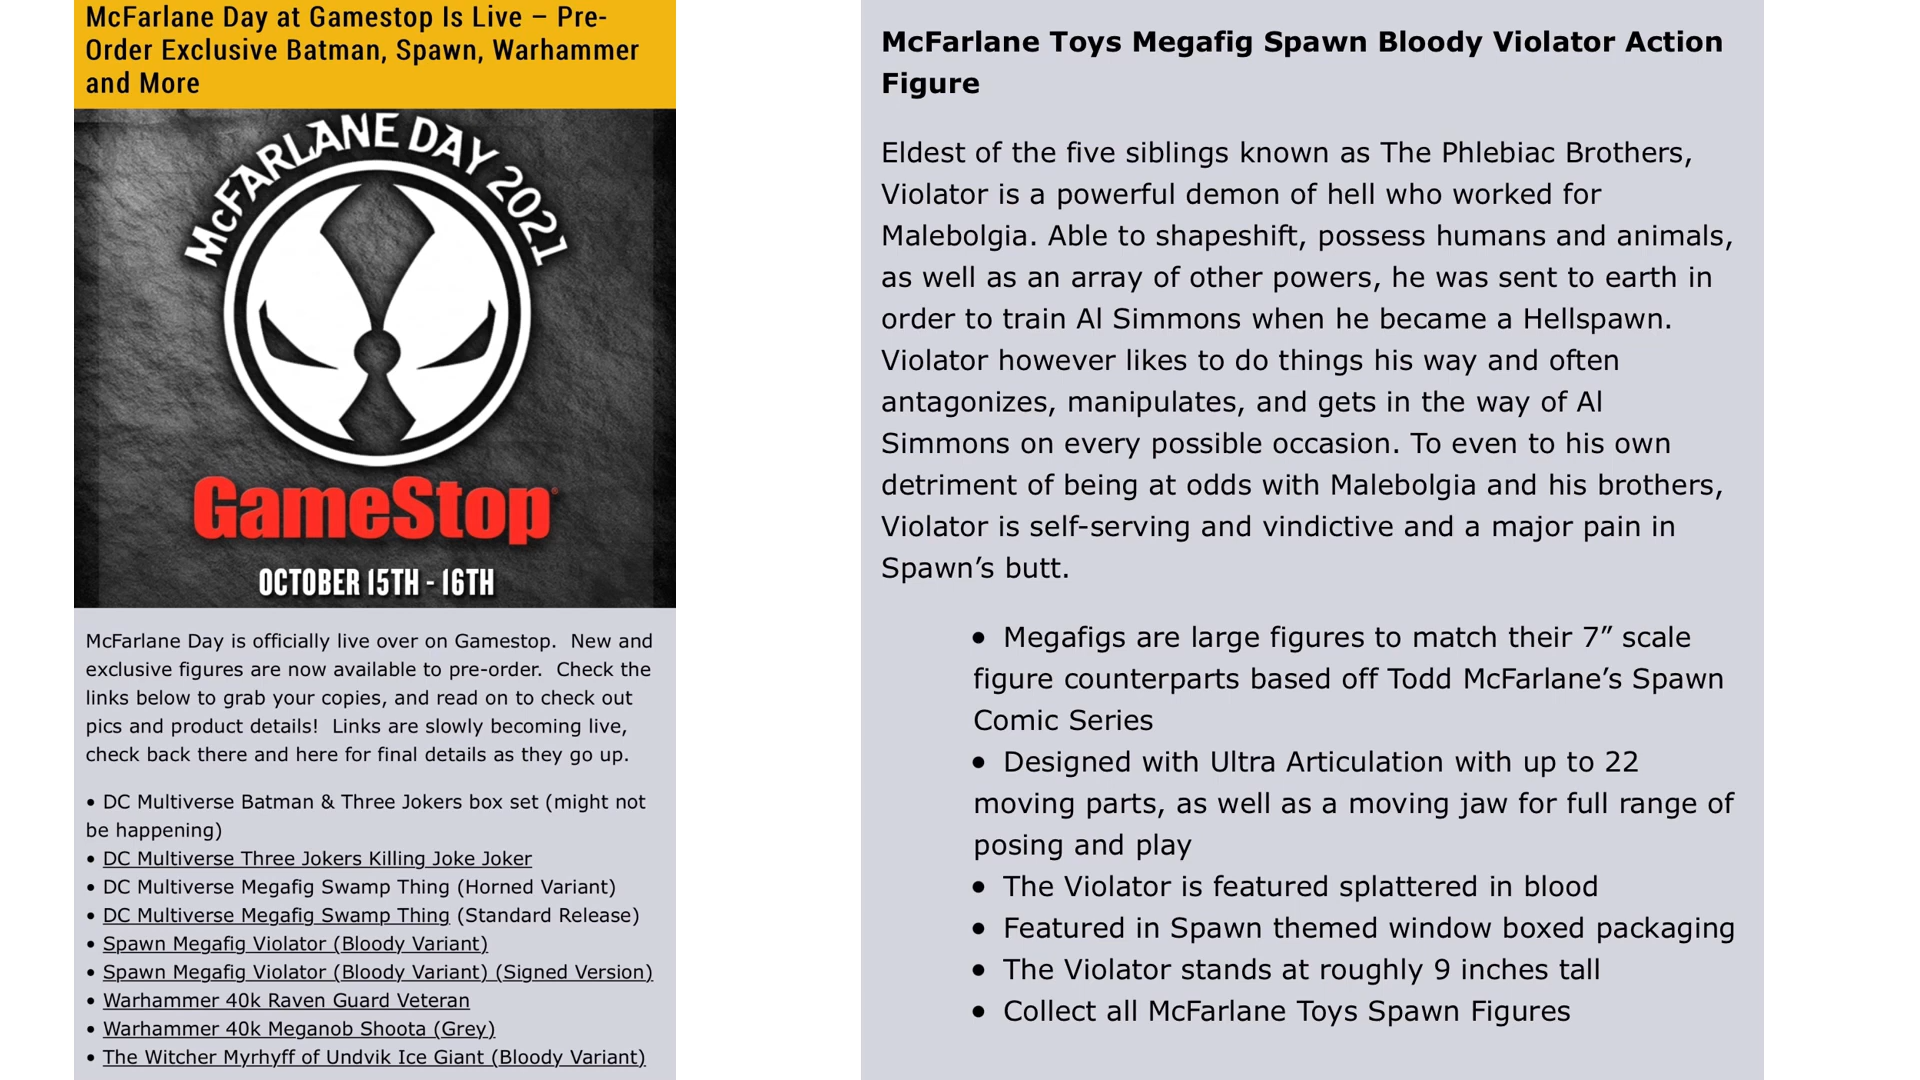 McFarlane Day at Gamestop Is Live – Pre-
Order Exclusive Batman, Spawn, Warhammer
and More
McFARLANE DAY 2021
GameStop
OCTOBER 15TH - 16TH
McFarlane Day is officially live over on Gamestop.  New and
exclusive figures are now available to pre-order.  Check the
links below to grab your copies, and read on to check out
pics and product details!  Links are slowly becoming live,
check back there and here for final details as they go up.
• DC Multiverse Batman & Three Jokers box set (might not
be happening)
• DC Multiverse Three Jokers Killing Joke Joker
• DC Multiverse Megafig Swamp Thing (Horned Variant)
• DC Multiverse Megafig Swamp Thing (Standard Release)
• Spawn Megafig Violator (Bloody Variant)
• Spawn Megafig Violator (Bloody Variant) (Signed Version)
• Warhammer 40k Raven Guard Veteran
• Warhammer 40k Meganob Shoota (Grey)
• The Witcher Myrhyff of Undvik Ice Giant (Bloody Variant)
McFarlane Toys Megafig Spawn Bloody Violator Action
Figure
Eldest of the five siblings known as The Phlebiac Brothers,
Violator is a powerful demon of hell who worked for
Malebolgia. Able to shapeshift, possess humans and animals,
as well as an array of other powers, he was sent to earth in
order to train Al Simmons when he became a Hellspawn.
Violator however likes to do things his way and often
antagonizes, manipulates, and gets in the way of Al
Simmons on every possible occasion. To even to his own
detriment of being at odds with Malebolgia and his brothers,
Violator is self-serving and vindictive and a major pain in
Spawn’s butt.
• Megafigs are large figures to match their 7” scale
figure counterparts based off Todd McFarlane’s Spawn
Comic Series
• Designed with Ultra Articulation with up to 22
moving parts, as well as a moving jaw for full range of
posing and play
• The Violator is featured splattered in blood
• Featured in Spawn themed window boxed packaging
• The Violator stands at roughly 9 inches tall
• Collect all McFarlane Toys Spawn Figures